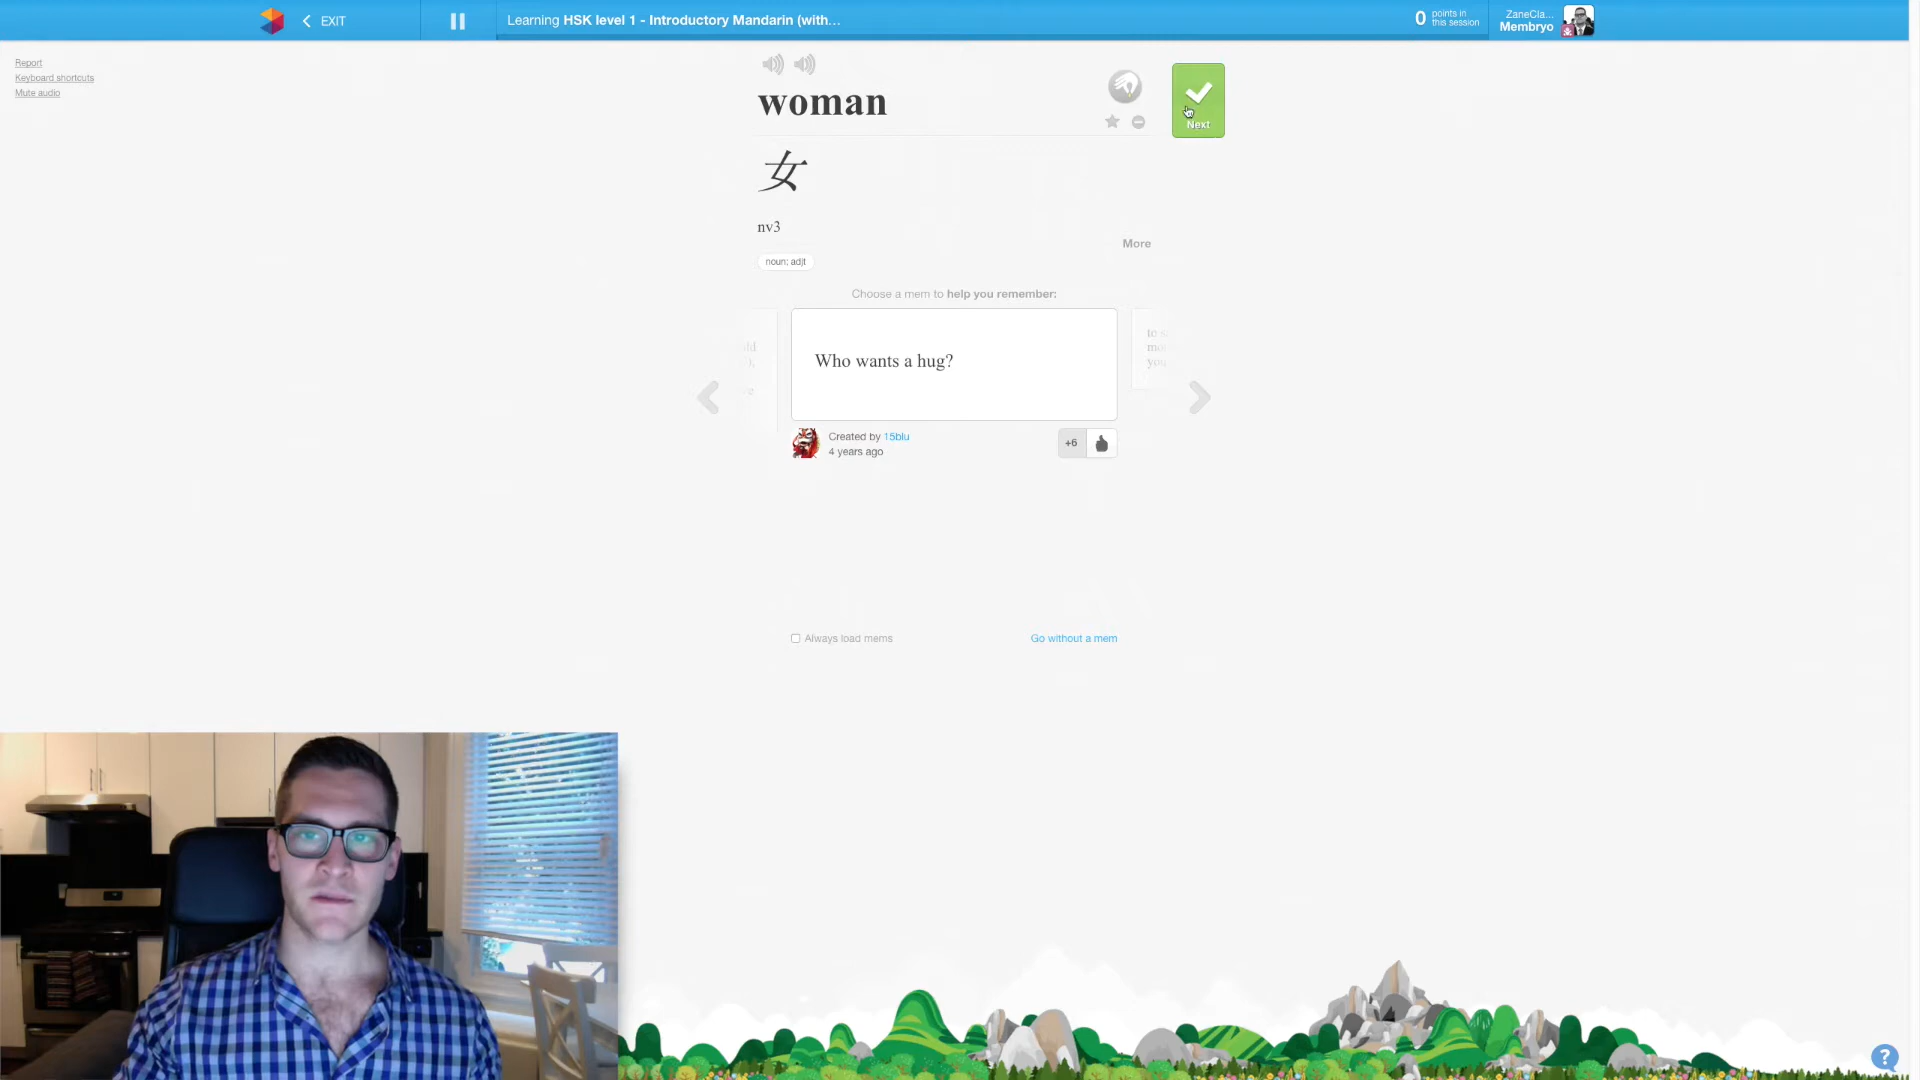 EXIT
Learning HSK level 1 - Introductory Mandarin (with...
0 points in this session
ZaneCla...
Membryo
Report
Keyboard shortcuts
Mute audio
woman
Next
女
nv3
More
noun: adjt
Choose a mem to help you remember:
Who wants a hug?
Created by 15blu
4 years ago
+6
Always load mems
Go without a mem
?